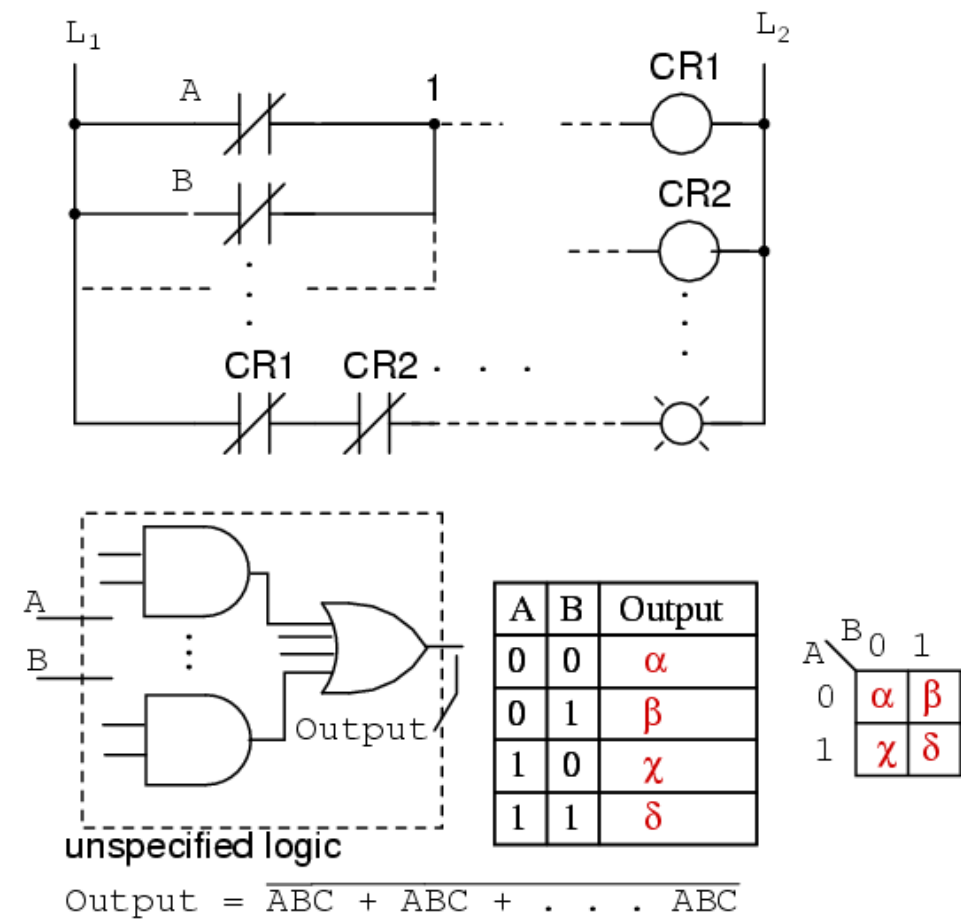 L₁ L₂
A 1 CR1
B CR2
CR1 CR2
A
B
Output
unspecified logic
A B Output
0 0 α
0 1 β
1 0 χ
1 1 δ
A B 0 1
0 α β
1 χ δ
Output = ABC + ABC + . . . ABC